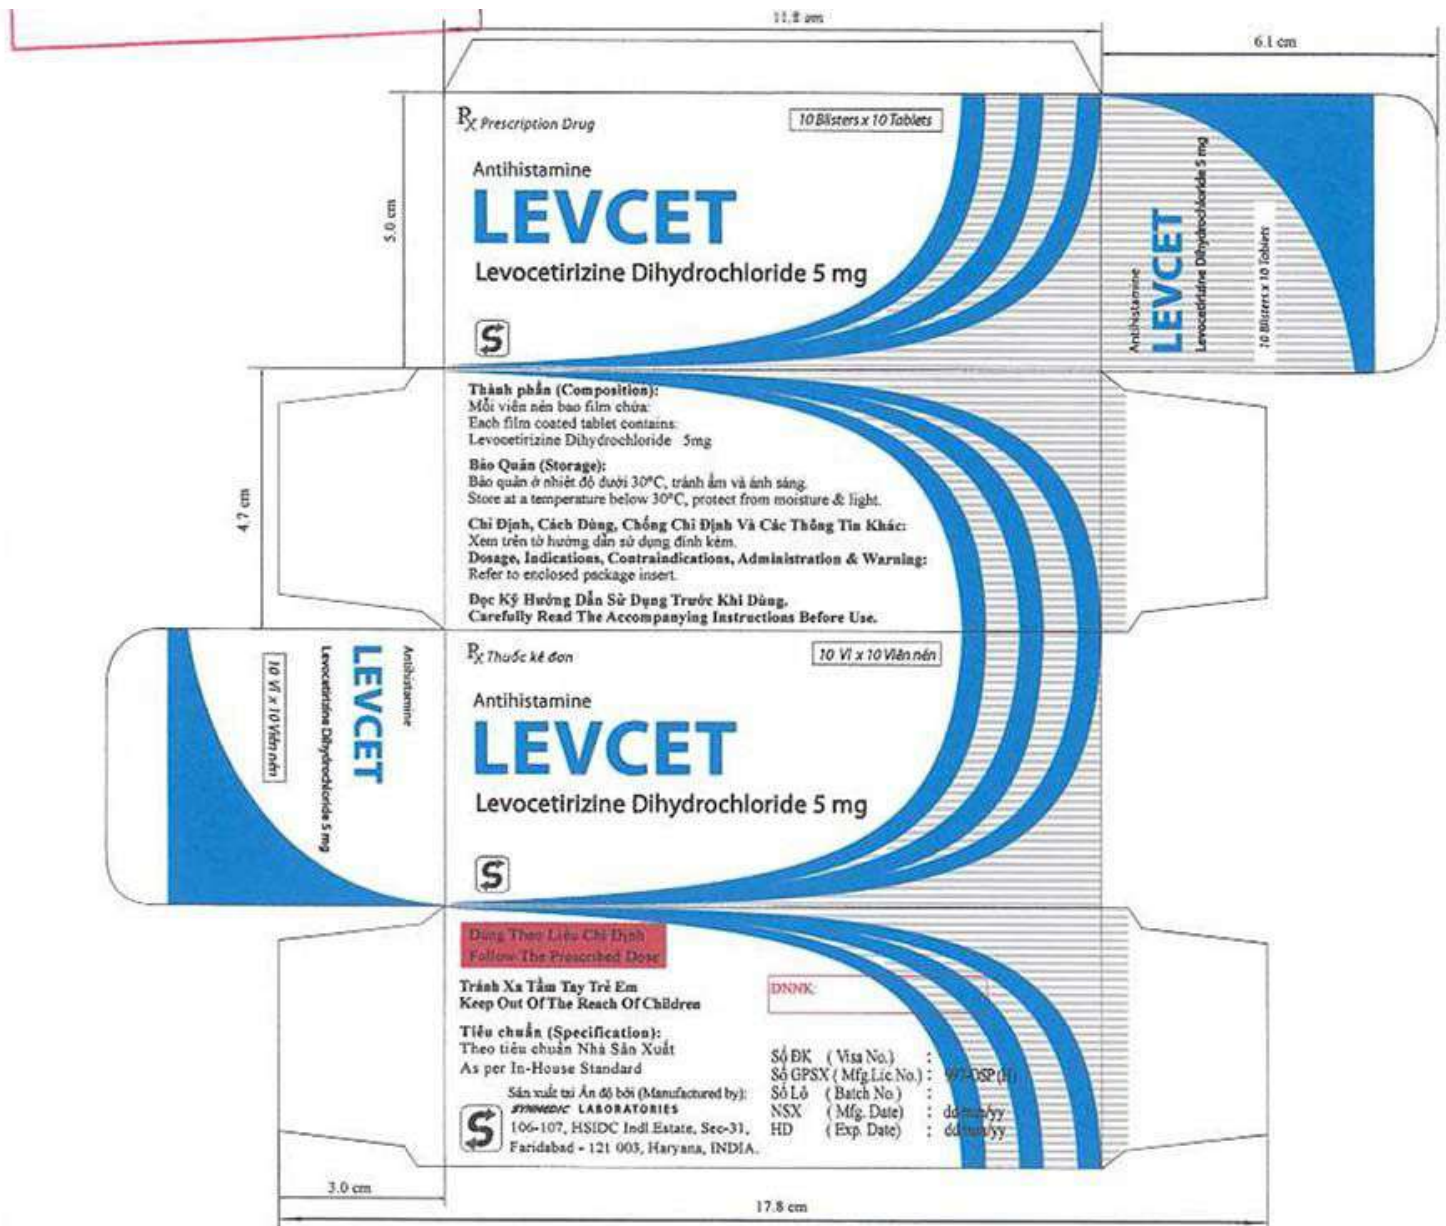 11.8 cm
6.1 cm
Rx Prescription Drug
10 Blisters x 10 Tablets
Antihistamine
LEVCET
Levocetirizine Dihydrochloride 5 mg
S
5.0 cm
Antihistamine
LEVCET
Levocetirizine Dihydrochloride 5 mg
10 Blisters x 10 Tablets
Thành phần (Composition):
Mỗi viên nén bao film chứa:
Each film coated tablet contains:
Levocetirizine Dihydrochloride 5mg
Bảo Quản (Storage):
Bảo quản ở nhiệt độ dưới 30°C, tránh ẩm và ánh sáng.
Store at a temperature below 30°C, protect from moisture & light.
Chỉ Định, Cách Dùng, Chống Chỉ Định Và Các Thông Tin Khác:
Xem trên tờ hướng dẫn sử dụng đính kèm.
Dosage, Indications, Contraindications, Administration & Warning:
Refer to enclosed package insert.
Đọc Kỹ Hướng Dẫn Sử Dụng Trước Khi Dùng.
Carefully Read The Accompanying Instructions Before Use.
4.7 cm
10 Vỉ x 10 Viên nén
Levocetirizine Dihydrochloride 5 mg
LEVCET
Antihistamine
Rx Thuốc kê đơn
10 Vỉ x 10 Viên nén
Antihistamine
LEVCET
Levocetirizine Dihydrochloride 5 mg
S
Dùng Theo Liều Chỉ Định
Follow The Prescribed Dose
Tránh Xa Tầm Tay Trẻ Em
Keep Out Of The Reach Of Children
DNNK:
Tiêu chuẩn (Specification):
Theo tiêu chuẩn Nhà Sản Xuất
As per In-House Standard
Sản xuất tại Ấn độ bởi (Manufactured by):
SYNMEDIC LABORATORIES
106-107, HSIDC Indl.Estate, Sec-31,
Faridabad - 121 003, Haryana, INDIA.
S
Số ĐK ( Visa No.) :
Số GPSX ( Mfg.Lic.No.) : 997-OSP (H)
Số Lô ( Batch No.) :
NSX ( Mfg. Date) : dd/mm/yy
HD ( Exp. Date) : dd/mm/yy
3.0 cm
17.8 cm